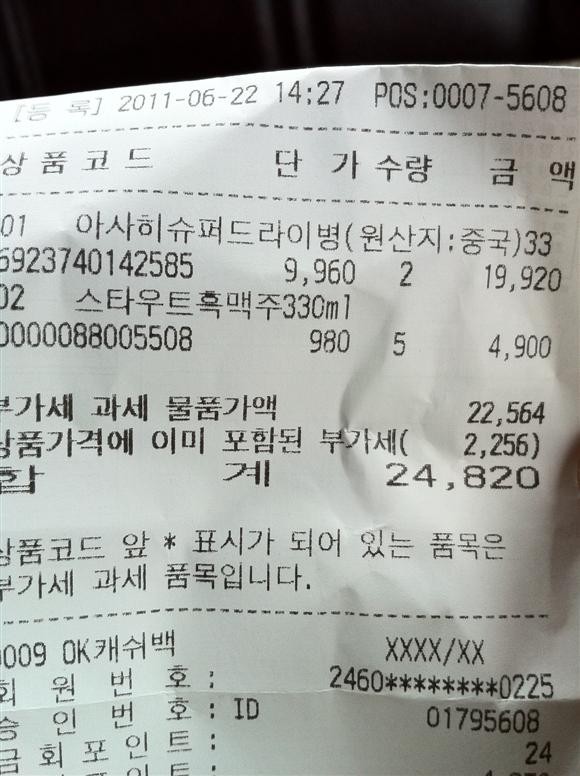 [등 록] 2011-06-22 14:27 POS:0007-5608
상 품 코 드 단 가 수량 금 액
01 아사히슈퍼드라이병(원산지:중국)33
6923740142585 9,960 2 19,920
02 스타우트흑맥주330ml
0000088005508 980 5 4,900
부가세 과세 물품가액 22,564
상품가격에 이미 포함된 부가세( 2,256)
합 계 24,820
상품코드 앞 * 표시가 되어 있는 품목은
부가세 과세 품목입니다.
0009 OK캐쉬백 XXXX/XX
회 원 번 호 : 2460********0225
승 인 번 호 : ID 01795608
금 회 포 인 트 : 24
포 인 트 :